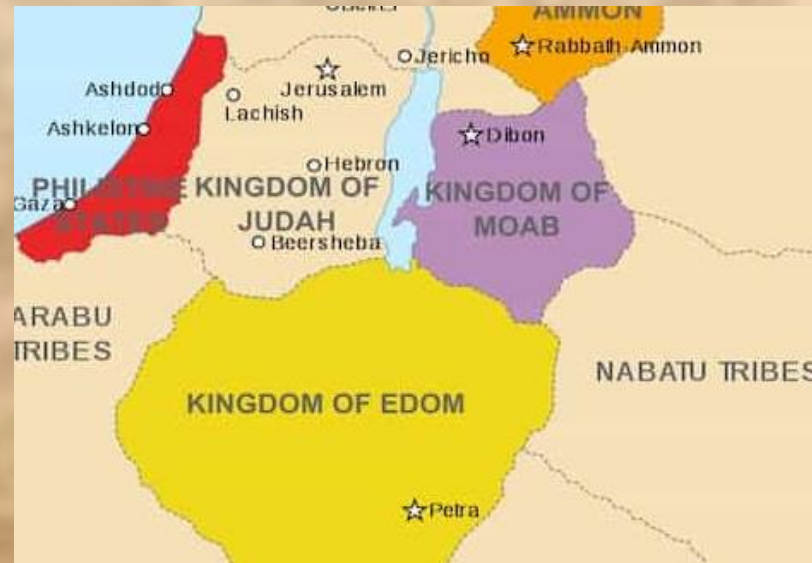 AMMON
Rabbath-Ammon
Jericho
Ashdod
Jerusalem
Lachish
Ashkelon
Dibon
Hebron
PHILISTINE
STATES
KINGDOM OF
JUDAH
KINGDOM OF
MOAB
Gaza
Beersheba
ARABU
TRIBES
NABATU TRIBES
KINGDOM OF EDOM
Petra